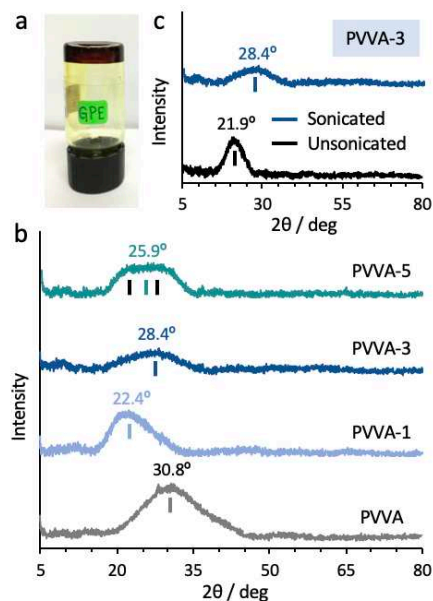 a
GPE
c
PVVA-3
28.4°
Sonicated
21.9°
Unsonicated
Intensity
5 30 55 80
2θ / deg
b
25.9°
PVVA-5
28.4°
PVVA-3
22.4°
PVVA-1
30.8°
PVVA
Intensity
5 20 35 50 65 80
2θ / deg